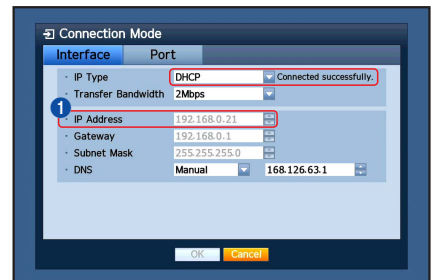 Connection Mode
Interface Port
· IP Type DHCP Connected successfully.
· Transfer Bandwidth 2Mbps
1
· IP Address 192.168.0.21
· Gateway 192.168.0.1
· Subnet Mask 255.255.255.0
· DNS Manual 168.126.63.1
OK Cancel